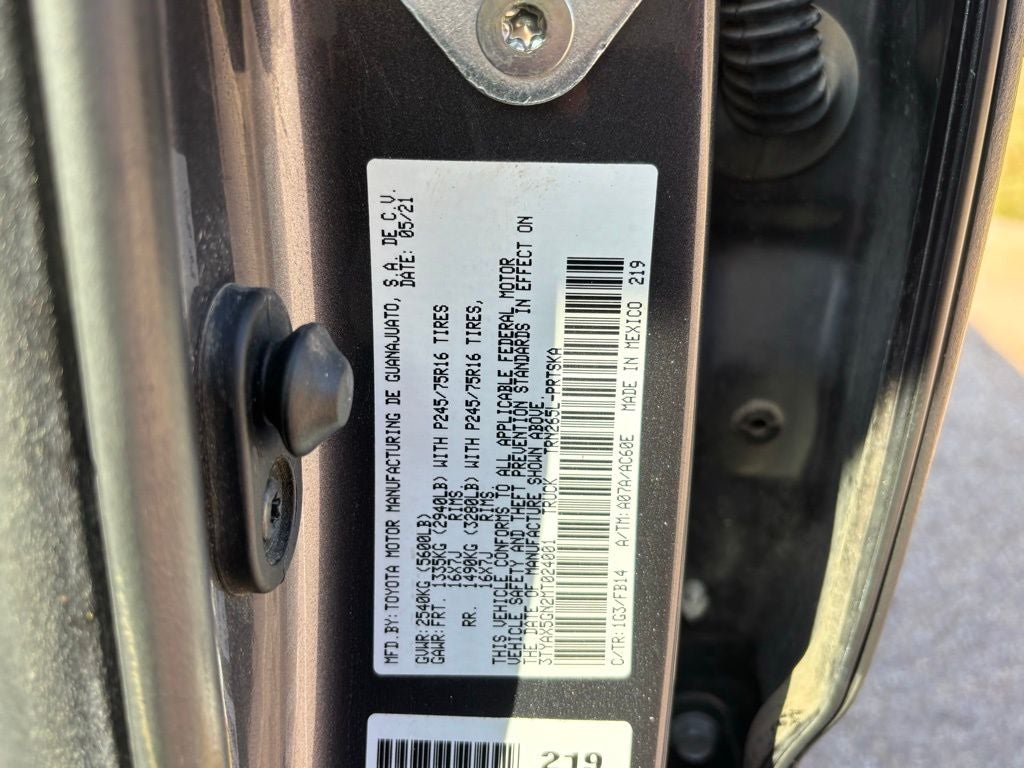 MFD.BY:TOYOTA MOTOR MANUFACTURING DE GUANAJUATO, S.A. DE C.V.
DATE: 05/21
GVWR:2540KG (5600LB)
GAWR:FRT. 1335KG (2940LB) WITH P245/75R16 TIRES
16X7J RIMS
RR. 1490KG (3280LB) WITH P245/75R16 TIRES,
16X7J RIMS
THIS VEHICLE CONFORMS TO ALL APPLICABLE FEDERAL MOTOR
VEHICLE SAFETY AND THEFT PREVENTION STANDARDS IN EFFECT ON
THE DATE OF MANUFACTURE SHOWN ABOVE.
3TYAX5GN2MT024001 TRUCK TRN265L-PRTSKA
C/TR:1G3/FB14 A/TM:A07A/AC60E MADE IN MEXICO 219
219